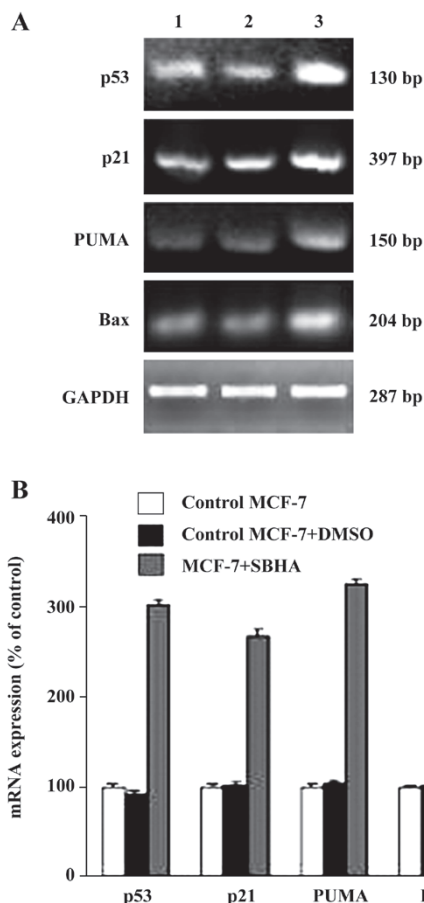 A
1 2 3
p53 130 bp
p21 397 bp
PUMA 150 bp
Bax 204 bp
GAPDH 287 bp
B
Control MCF-7
Control MCF-7+DMSO
MCF-7+SBHA
mRNA expression (% of control)
400
300
200
100
0
p53 p21 PUMA